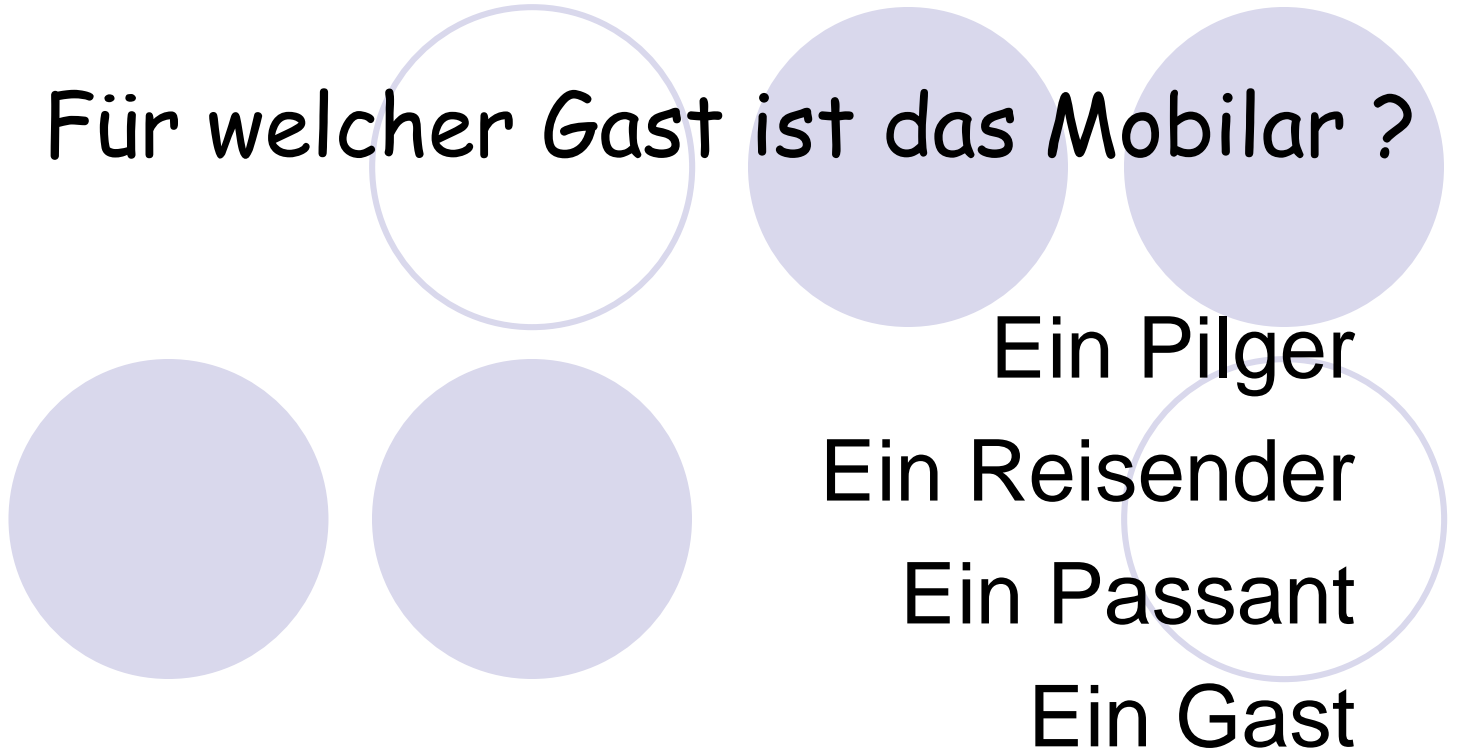 Für welcher Gast ist das Mobilar ?
Ein Pilger
Ein Reisender
Ein Passant
Ein Gast